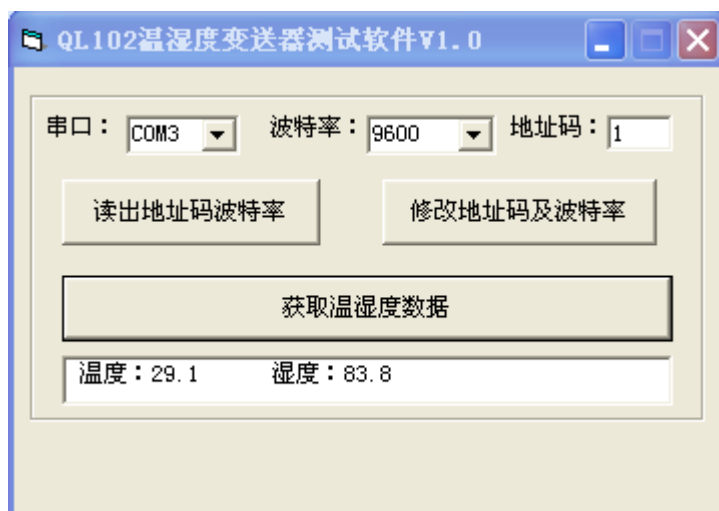 QL102温湿度变送器测试软件V1.0
串口： COM3 波特率： 9600 地址码： 1
读出地址码波特率 修改地址码及波特率
获取温湿度数据
温度：29.1 湿度：83.8